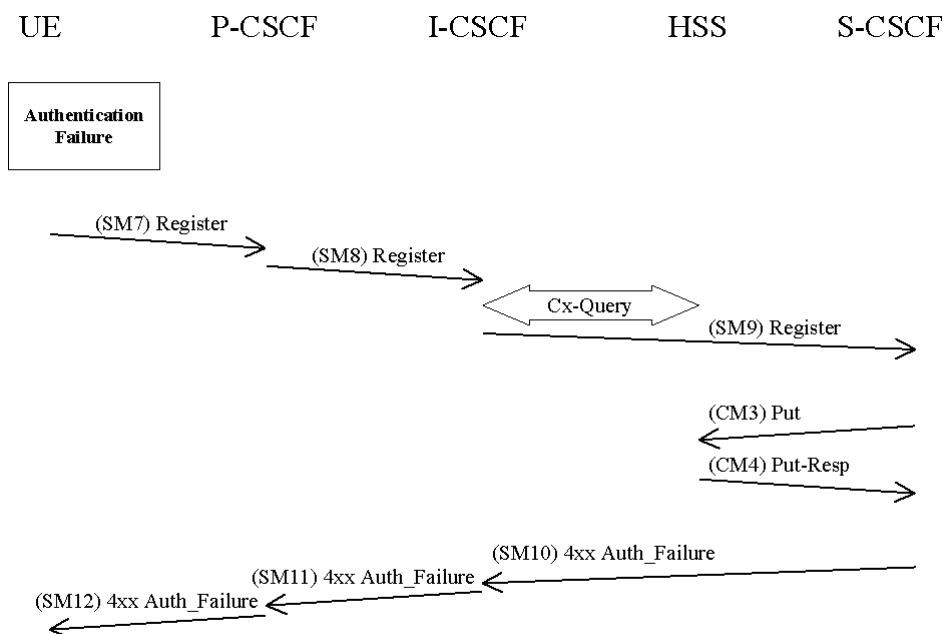 UE P-CSCF I-CSCF HSS S-CSCF
Authentication
Failure
(SM7) Register
(SM8) Register
Cx-Query
(SM9) Register
(CM3) Put
(CM4) Put-Resp
(SM10) 4xx Auth_Failure
(SM11) 4xx Auth_Failure
(SM12) 4xx Auth_Failure